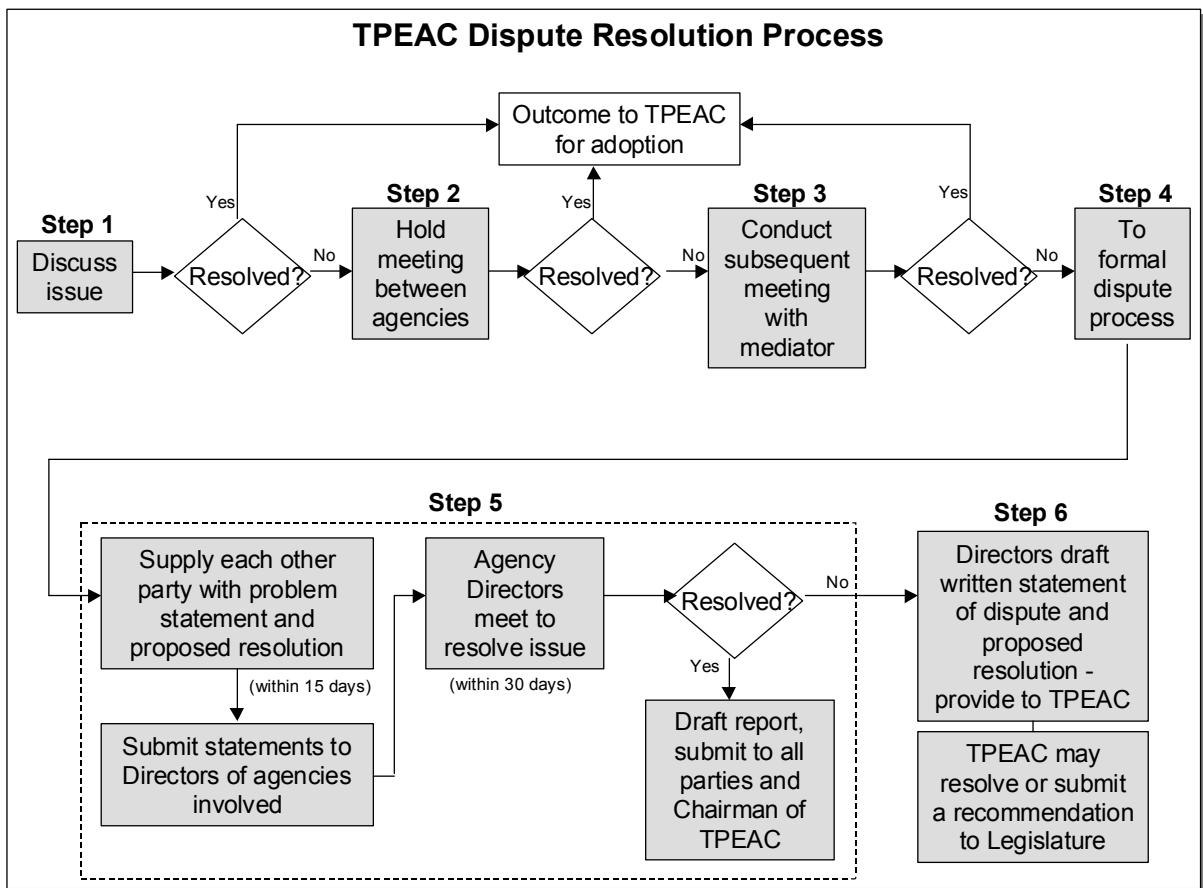 TPEAC Dispute Resolution Process
Outcome to TPEAC
for adoption
Step 1
Discuss
issue
Resolved?
Yes
No
Step 2
Hold
meeting
between
agencies
Resolved?
Yes
No
Step 3
Conduct
subsequent
meeting
with
mediator
Resolved?
Yes
No
Step 4
To
formal
dispute
process
Step 5
Supply each other
party with problem
statement and
proposed resolution
(within 15 days)
Submit statements to
Directors of agencies
involved
Agency
Directors
meet to
resolve issue
(within 30 days)
Resolved?
No
Yes
Draft report,
submit to all
parties and
Chairman of
TPEAC
Step 6
Directors draft
written statement
of dispute and
proposed
resolution -
provide to TPEAC
TPEAC may
resolve or submit
a recommendation
to Legislature